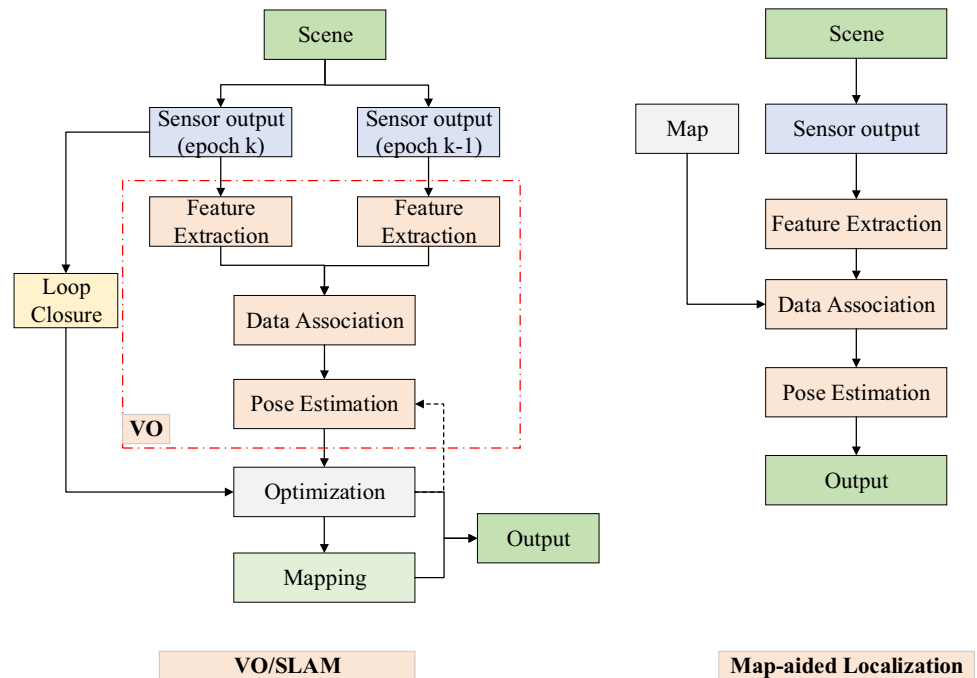 Scene
Sensor output
(epoch k)
Sensor output
(epoch k-1)
Feature
Extraction
Feature
Extraction
Loop
Closure
Data Association
Pose Estimation
VO
Optimization
Output
Mapping
VO/SLAM
Scene
Map
Sensor output
Feature Extraction
Data Association
Pose Estimation
Output
Map-aided Localization